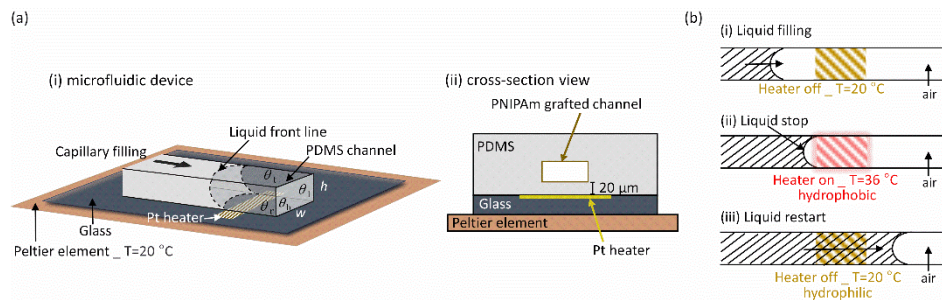 (a)
(i) microfluidic device
Liquid front line
Capillary filling
PDMS channel
θt
θl
h
θr
θb
w
Pt heater
Glass
Peltier element _ T=20 °C
(ii) cross-section view
PNIPAm grafted channel
PDMS
20 μm
Glass
Peltier element
Pt heater
(b)
(i) Liquid filling
Heater off _ T=20 °C
air
(ii) Liquid stop
Heater on _ T=36 °C
hydrophobic
air
(iii) Liquid restart
Heater off _ T=20 °C
hydrophilic
air